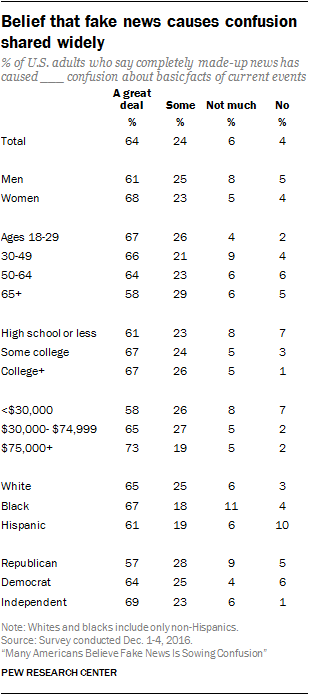 Belief that fake news causes confusion
shared widely
% of U.S. adults who say completely made-up news has
caused ___ confusion about basic facts of current events
A great
deal Some Not much No
% % % %
Total 64 24 6 4
Men 61 25 8 5
Women 68 23 5 4
Ages 18-29 67 26 4 2
30-49 66 21 9 4
50-64 64 23 6 6
65+ 58 29 6 5
High school or less 61 23 8 7
Some college 67 24 5 3
College+ 67 26 5 1
<$30,000 58 26 8 7
$30,000- $74,999 65 27 5 2
$75,000+ 73 19 5 2
White 65 25 6 3
Black 67 18 11 4
Hispanic 61 19 6 10
Republican 57 28 9 5
Democrat 64 25 4 6
Independent 69 23 6 1
Note: Whites and blacks include only non-Hispanics.
Source: Survey conducted Dec. 1-4, 2016.
"Many Americans Believe Fake News Is Sowing Confusion"
PEW RESEARCH CENTER